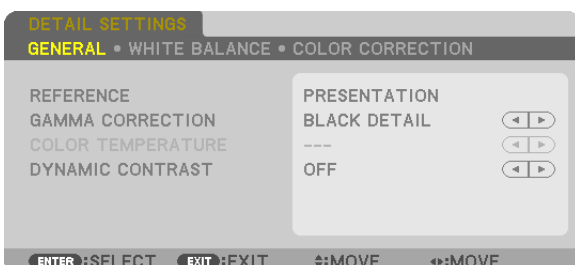 DETAIL SETTINGS
GENERAL • WHITE BALANCE • COLOR CORRECTION
REFERENCE PRESENTATION
GAMMA CORRECTION BLACK DETAIL
COLOR TEMPERATURE ---
DYNAMIC CONTRAST OFF
ENTER :SELECT EXIT :EXIT :MOVE :MOVE